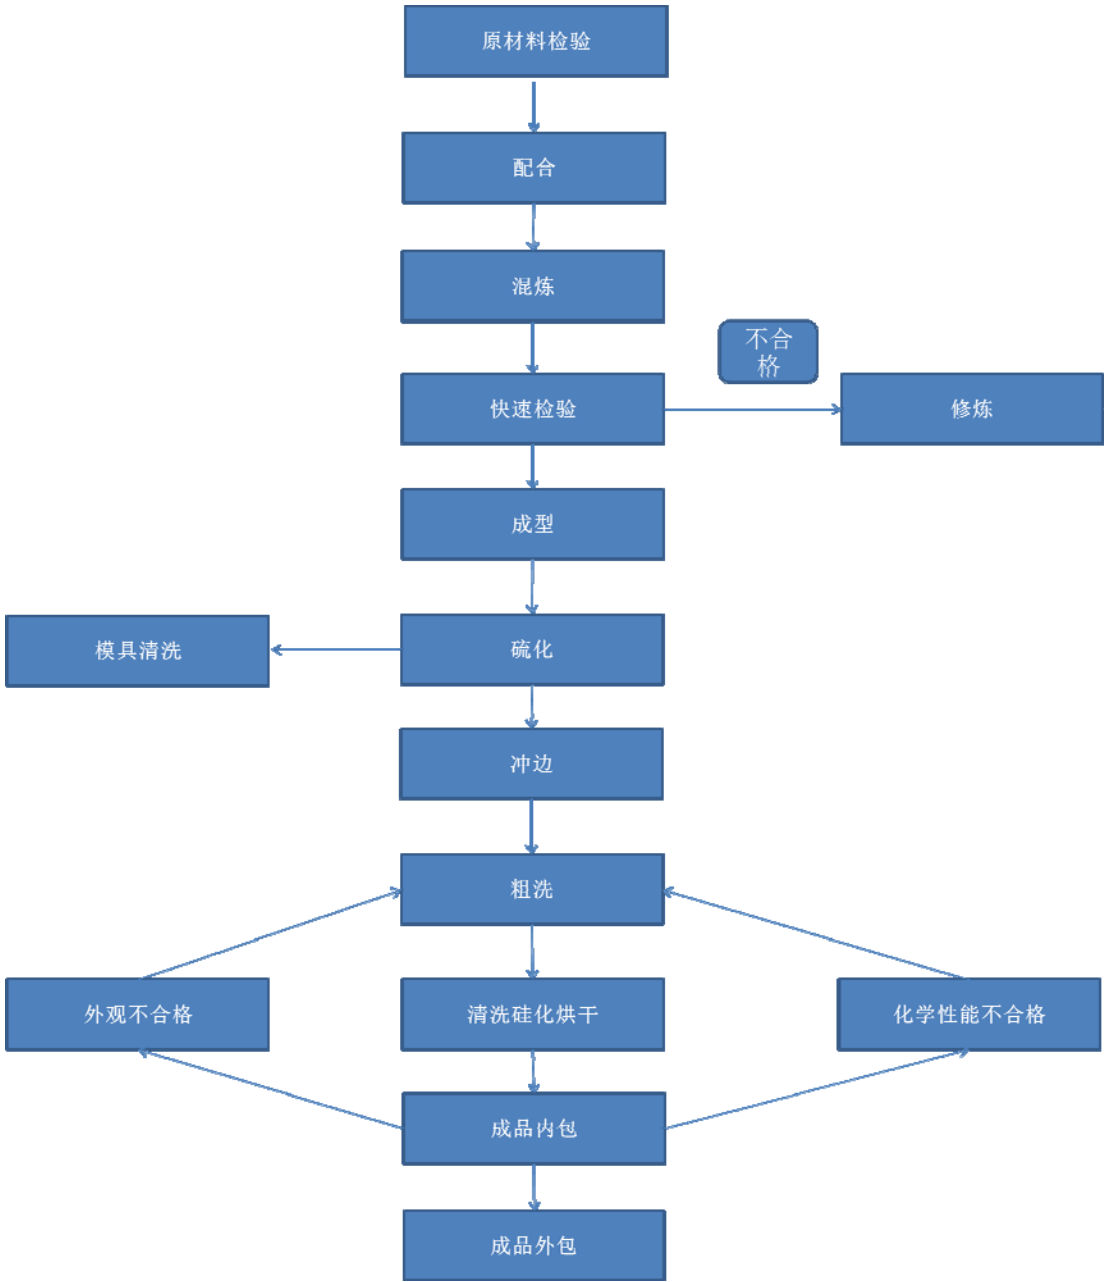 原材料检验
配合
混炼
不合
格
快速检验
修炼
成型
模具清洗
硫化
冲边
粗洗
外观不合格
清洗硅化烘干
化学性能不合格
成品内包
成品外包